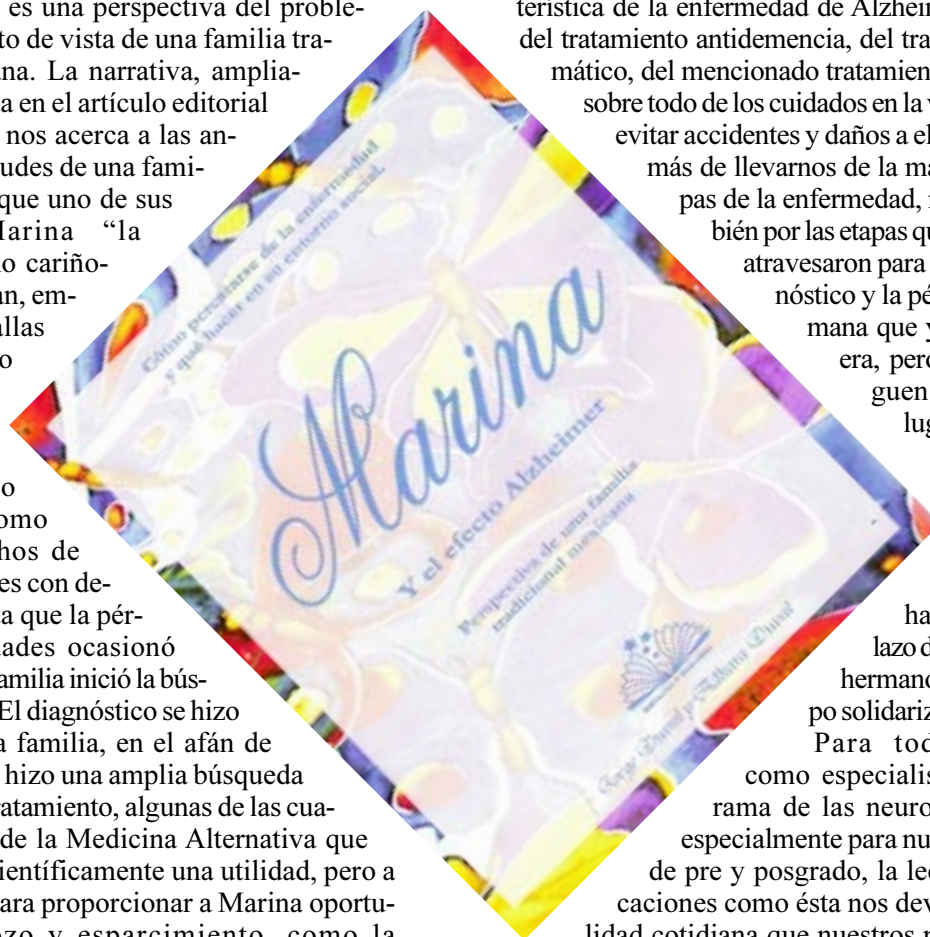 es una perspectiva del proble-
to de vista de una familia tra-
na. La narrativa, amplia-
a en el artículo editorial
nos acerca a las an-
udes de una fami-
que uno de sus
Marina “la
o cariño-
an, em-
allas
o
o
omo
hos de
es con de-
ta que la pér-
dades ocasionó
amilia inició la bús-
El diagnóstico se hizo
a familia, en el afán de
hizo una amplia búsqueda
ratamiento, algunas de las cua-
de la Medicina Alternativa que
ientíficamente una utilidad, pero a
ara proporcionar a Marina oportu-
ozo y esparcimiento, como la
Cómo percatarse de la enfermedad
y qué hacer en su entorno social.
Marina
Y el efecto Alzheimer
Perspectiva de una familia
tradicional mexicana
Jorge Durand
terística de la enfermedad de Alzheim
del tratamiento antidemencia, del tra
mático, del mencionado tratamien
sobre todo de los cuidados en la v
evitar accidentes y daños a el
más de llevarnos de la ma
pas de la enfermedad,
bién por las etapas qu
atravesaron para
nóstico y la pé
mana que y
era, pero
guen
lug
ha
lazo d
hermano
po solidariz
Para tod
como especialis
rama de las neuro
especialmente para nu
de pre y posgrado, la lec
caciones como ésta nos dev
lidad cotidiana que nuestros p